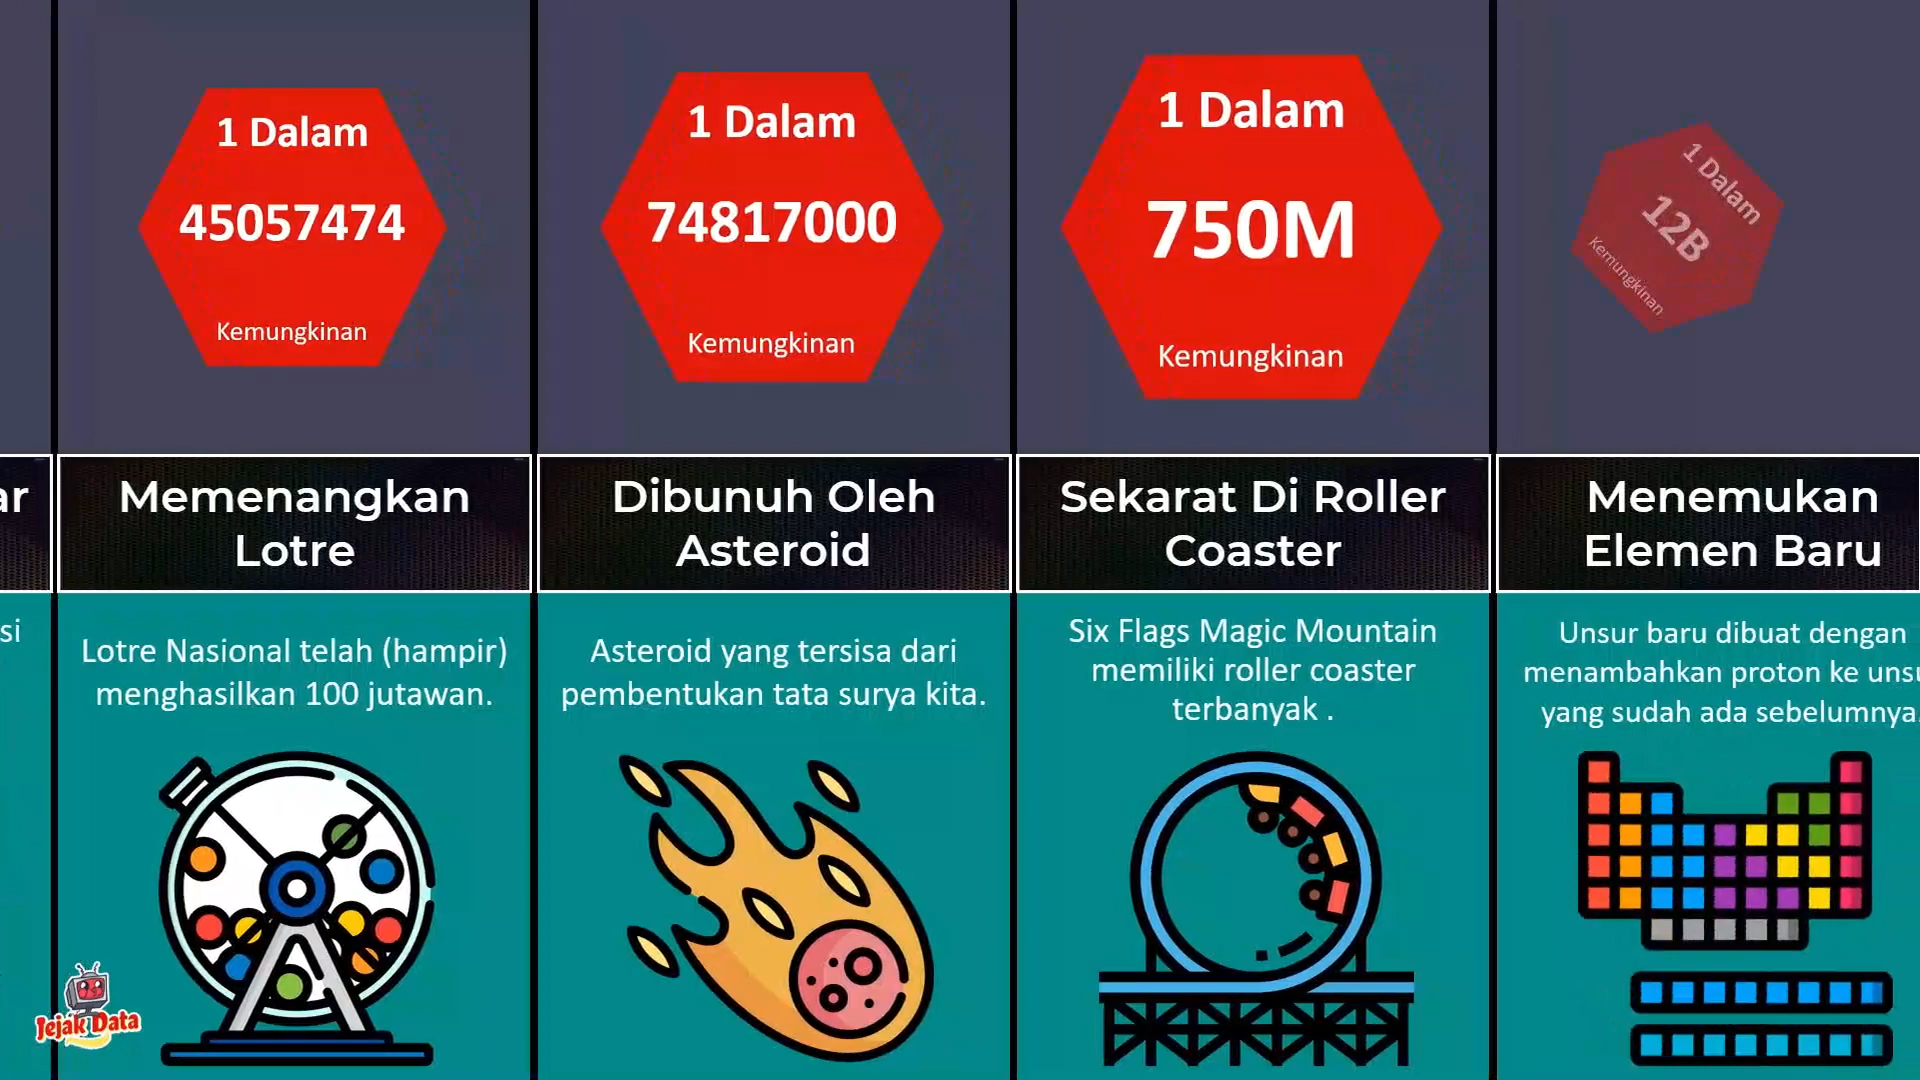 1 Dalam
45057474
Kemungkinan
Memenangkan
Lotre
Lotre Nasional telah (hampir)
menghasilkan 100 jutawan.
1 Dalam
74817000
Kemungkinan
Dibunuh Oleh
Asteroid
Asteroid yang tersisa dari
pembentukan tata surya kita.
1 Dalam
750M
Kemungkinan
Sekarat Di Roller
Coaster
Six Flags Magic Mountain
memiliki roller coaster
terbanyak .
1 Dalam
12B
Kemungkinan
Menemukan
Elemen Baru
Unsur baru dibuat dengan
menambahkan proton ke
yang sudah ada sebelumnya.
Jejak Data